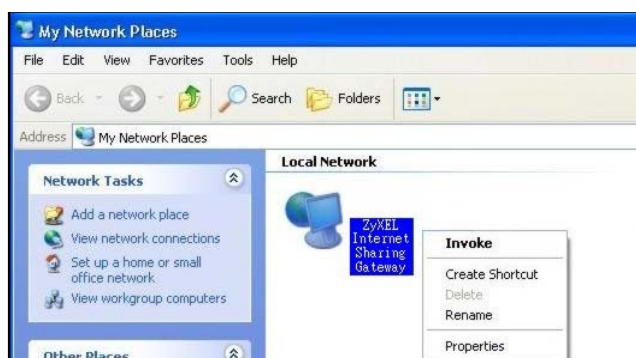 My Network Places
File Edit View Favorites Tools Help
Back Search Folders
Address My Network Places
Network Tasks
Add a network place
View network connections
Set up a home or small
office network
View workgroup computers
Other Places
Local Network
ZyXEL
Internet
Sharing
Gateway
Invoke
Create Shortcut
Delete
Rename
Properties